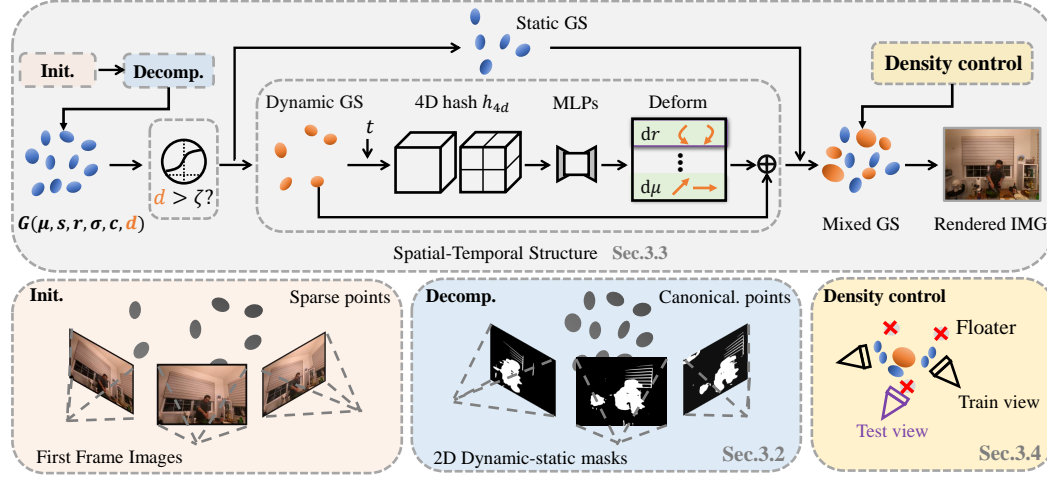 Static GS
Init.
Decomp.
Density control
Dynamic GS
4D hash h4d
MLPs
Deform
t
dr
dμ
d > ζ?
G(μ, s, r, σ, c, d)
Mixed GS
Rendered IMG
Spatial-Temporal Structure Sec.3.3
Init.
Sparse points
First Frame Images
Decomp.
Canonical. points
2D Dynamic-static masks
Sec.3.2
Density control
Floater
Train view
Test view
Sec.3.4